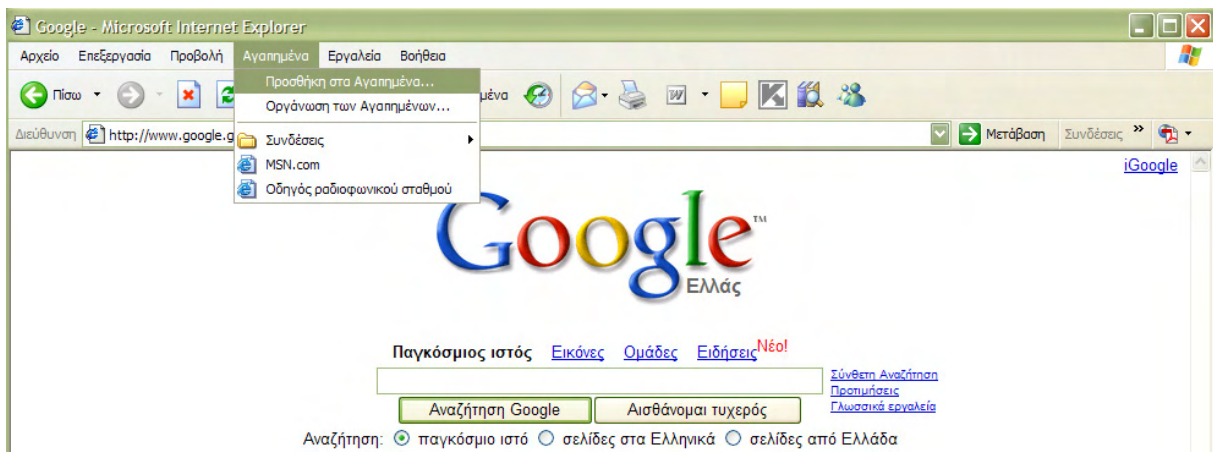 Google - Microsoft Internet Explorer
Αρχείο Επεξεργασία Προβολή Αγαπημένα Εργαλεία Βοήθεια
Πίσω
Προσθήκη στα Αγαπημένα...
Οργάνωση των Αγαπημένων...
Διεύθυνση http://www.google.g Μετάβαση Συνδέσεις »
Συνδέσεις
MSN.com
Οδηγός ραδιοφωνικού σταθμού
iGoogle
Google™
Ελλάς
Παγκόσμιος ιστός Εικόνες Ομάδες Ειδήσεις Νέο!
Σύνθετη Αναζήτηση
Προτιμήσεις
Γλωσσικά εργαλεία
Αναζήτηση Google Αισθάνομαι τυχερός
Αναζήτηση: παγκόσμιο ιστό σελίδες στα Ελληνικά σελίδες από Ελλάδα